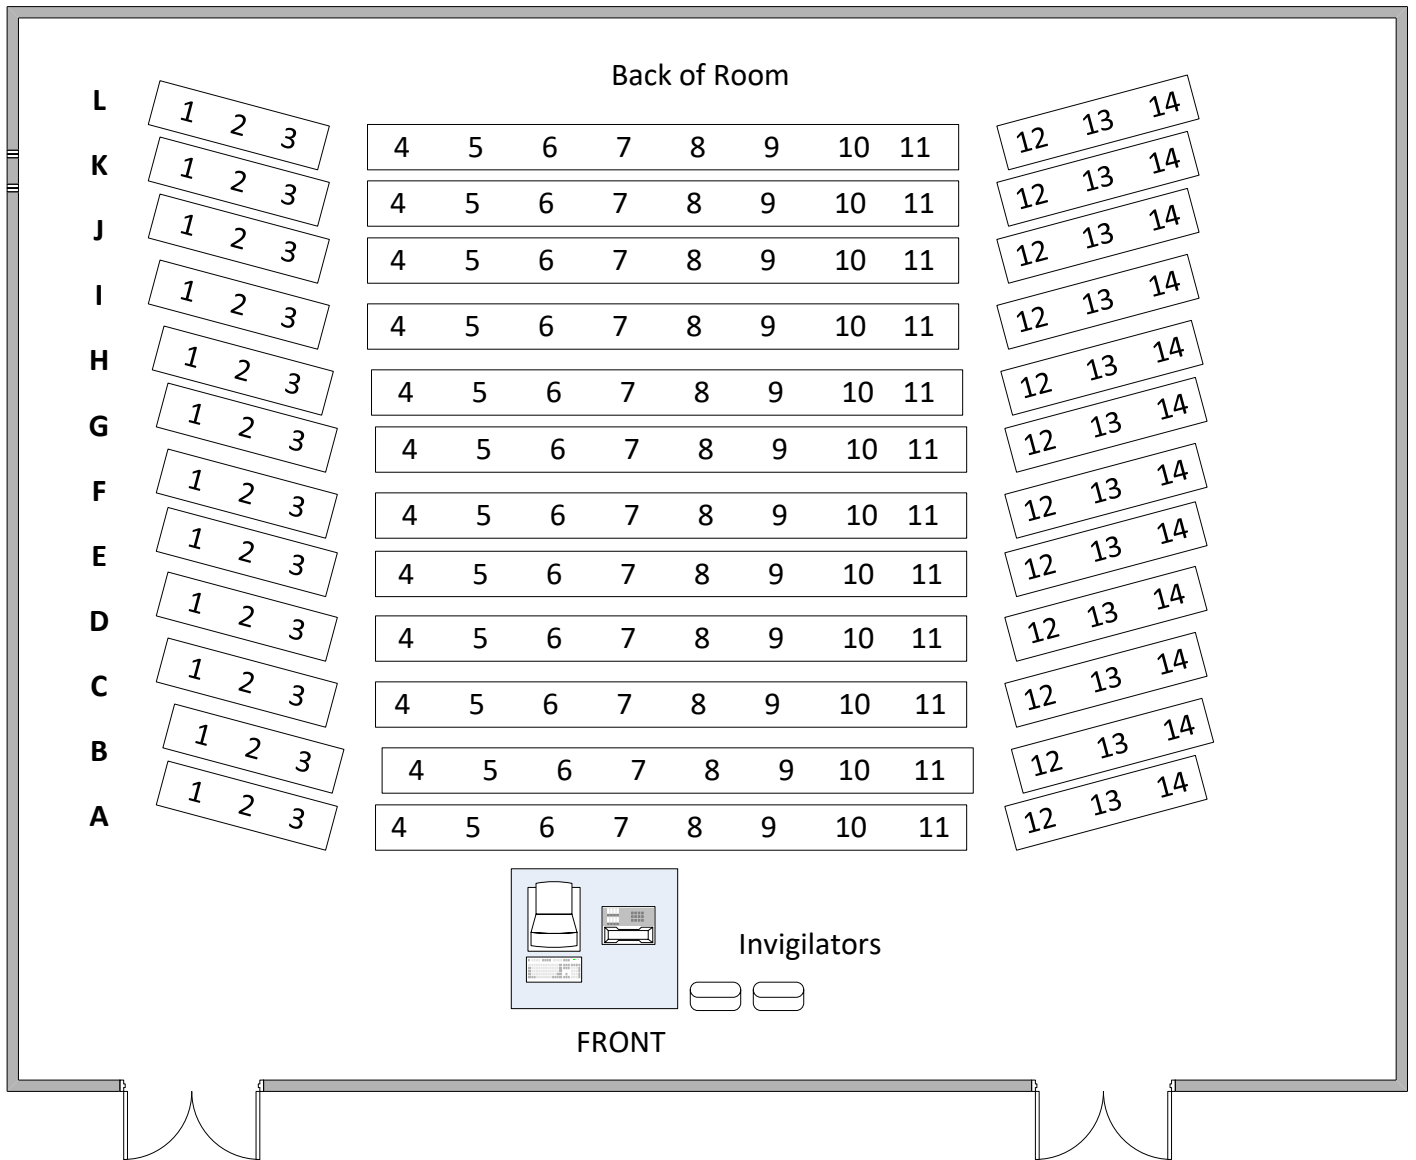 Back of Room
L 1 2 3 4 5 6 7 8 9 10 11 12 13 14
K 1 2 3 4 5 6 7 8 9 10 11 12 13 14
J 1 2 3 4 5 6 7 8 9 10 11 12 13 14
I 1 2 3 4 5 6 7 8 9 10 11 12 13 14
H 1 2 3 4 5 6 7 8 9 10 11 12 13 14
G 1 2 3 4 5 6 7 8 9 10 11 12 13 14
F 1 2 3 4 5 6 7 8 9 10 11 12 13 14
E 1 2 3 4 5 6 7 8 9 10 11 12 13 14
D 1 2 3 4 5 6 7 8 9 10 11 12 13 14
C 1 2 3 4 5 6 7 8 9 10 11 12 13 14
B 1 2 3 4 5 6 7 8 9 10 11 12 13 14
A 1 2 3 4 5 6 7 8 9 10 11 12 13 14
Invigilators
FRONT